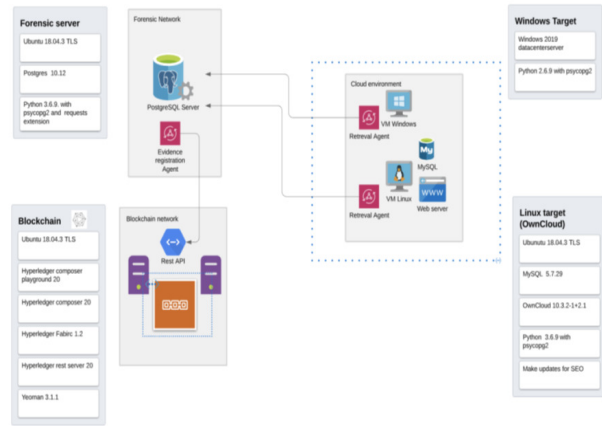 Forensic server
Ubuntu 18.04.3 TLS
Postgres 10.12
Python 3.6.9. with
psycopg2 and requests
extension
Forensic Network
PostgreSQL Server
Evidence
registration
Agent
Cloud environment
VM Windows
Retreval Agent
MySQL
My
VM Linux
WWW
Web server
Retreval Agent
Windows Target
Windows 2019
datacenterserver
Python 2.6.9 with psycopg2
Blockchain
Ubuntu 18.04.3 TLS
Hyperledger composer
playground 20
Hyperledger composer 20
Hyperledger Fabirc 1.2
Hyperledger rest server 20
Yeoman 3.1.1
Blockchain network
Rest API
Linux target
(OwnCloud)
Ubunutu 18.04.3 TLS
MySQL 5.7.29
OwnCloud 10.3.2-1+2.1
Python 3.6.9 with
psycopg2
Make updates for SEO